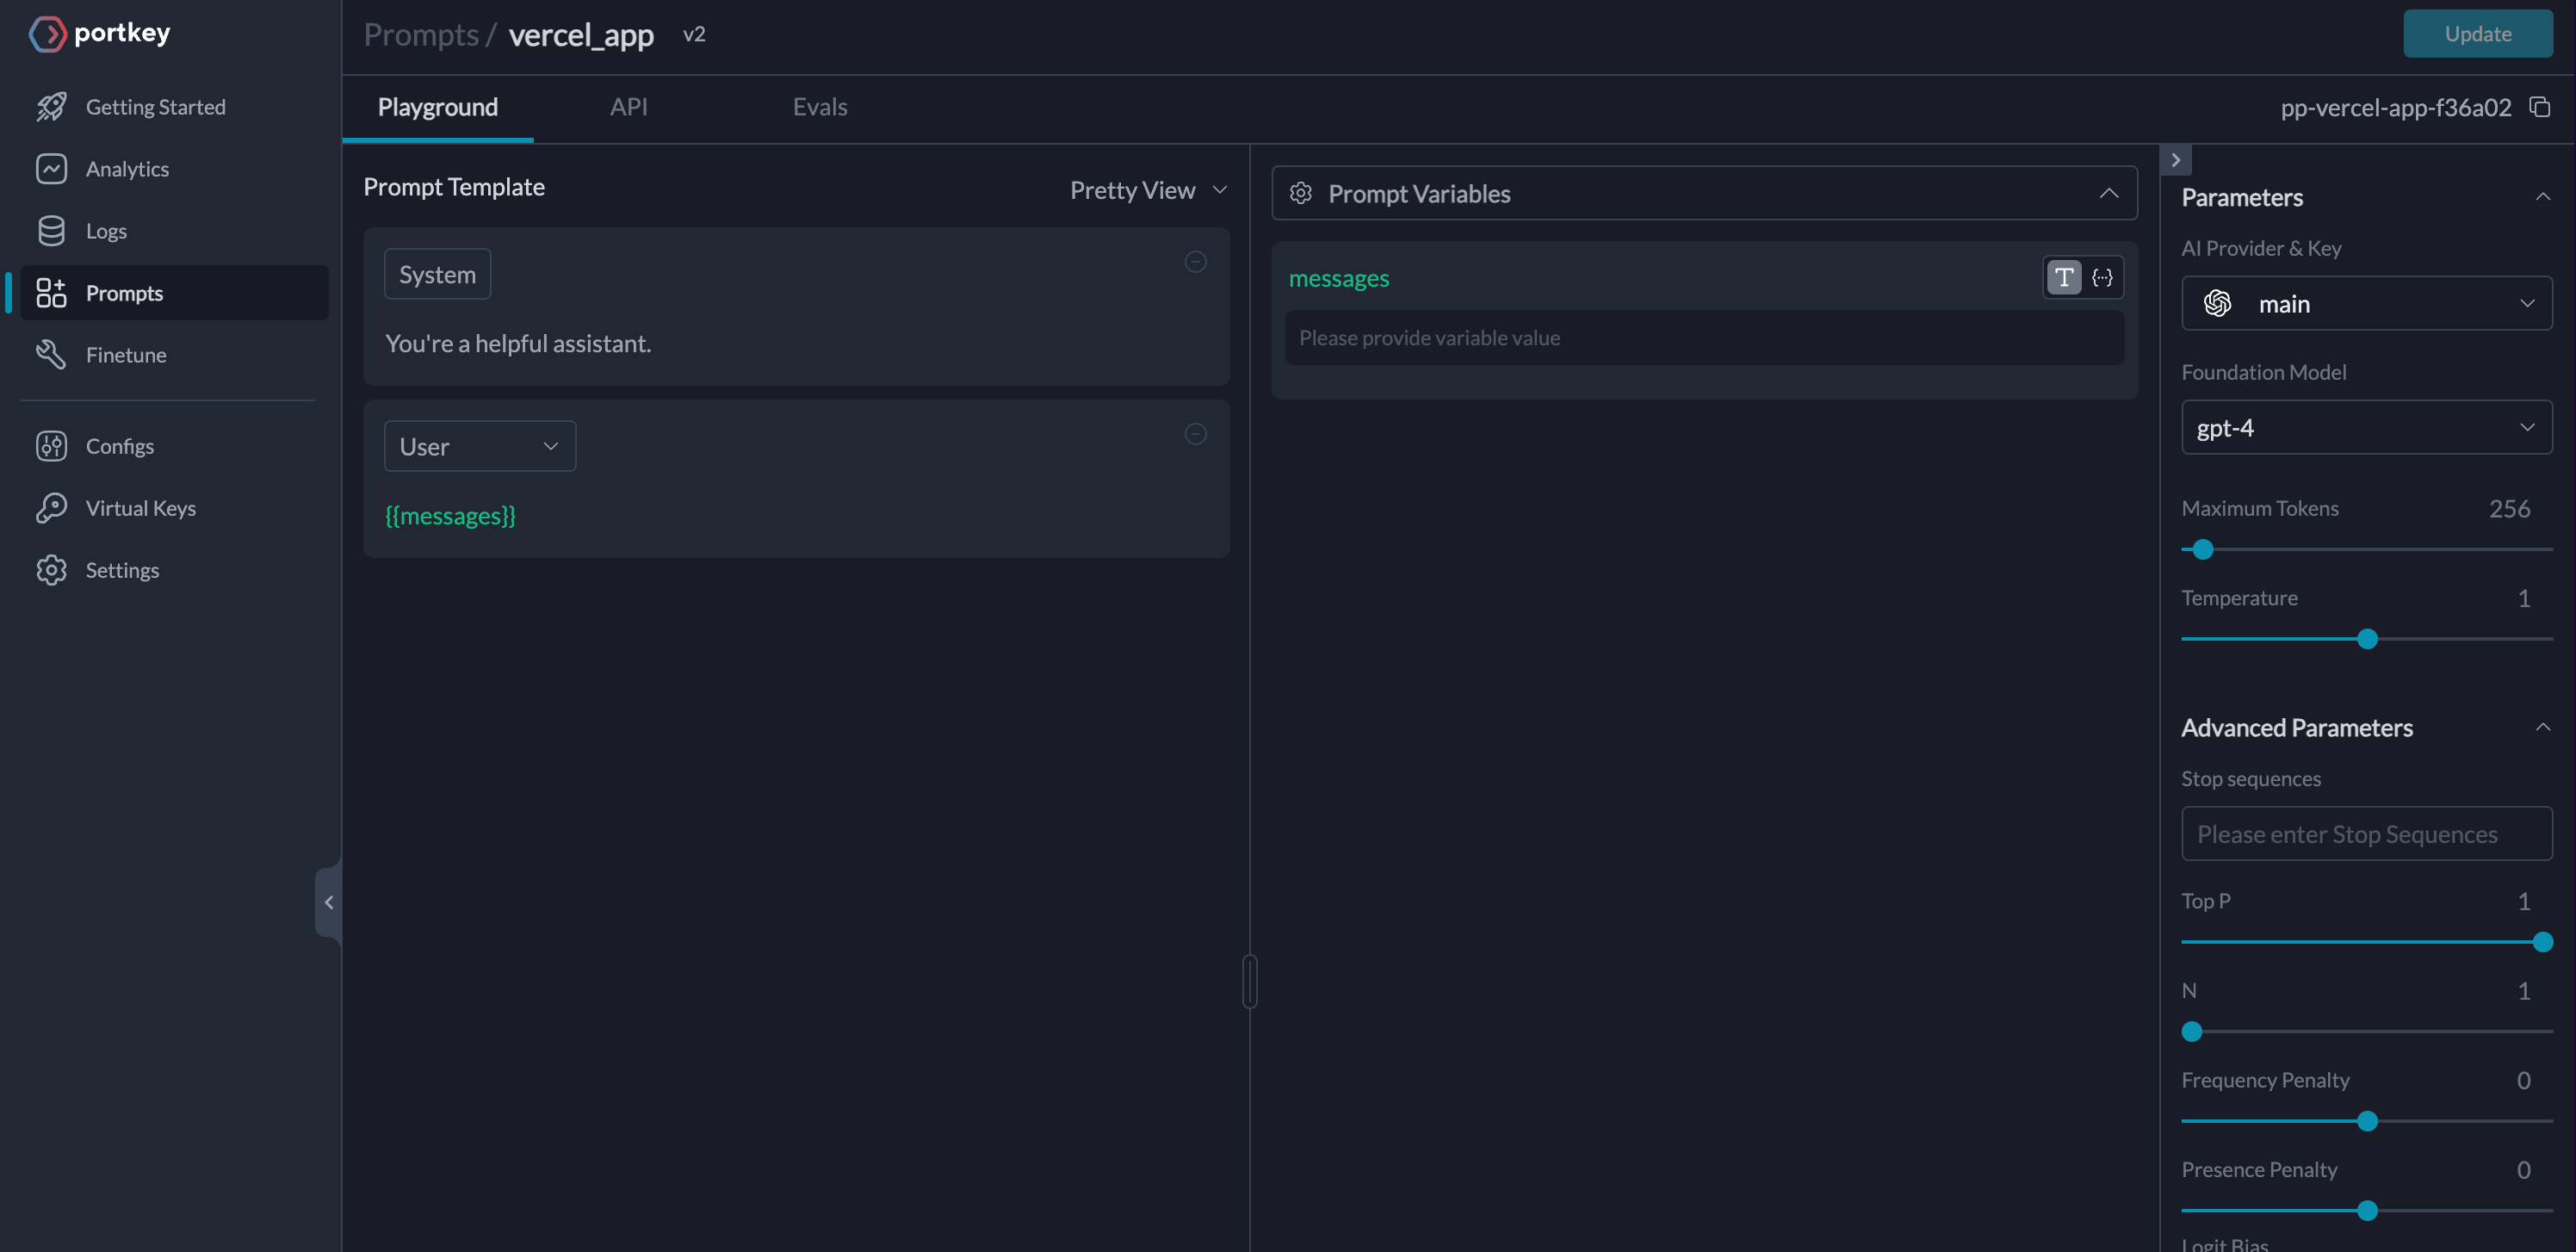 portkey
Getting Started
Analytics
Logs
Prompts
Finetune
Configs
Virtual Keys
Settings
Prompts / vercel_app v2
Update
Playground API Evals
pp-vercel-app-f36a02
Prompt Template
Pretty View
System
You're a helpful assistant.
User
{{messages}}
Prompt Variables
messages
T {...}
Please provide variable value
Parameters
AI Provider & Key
main
Foundation Model
gpt-4
Maximum Tokens 256
Temperature 1
Advanced Parameters
Stop sequences
Please enter Stop Sequences
Top P 1
N 1
Frequency Penalty 0
Presence Penalty 0
Logit Bias